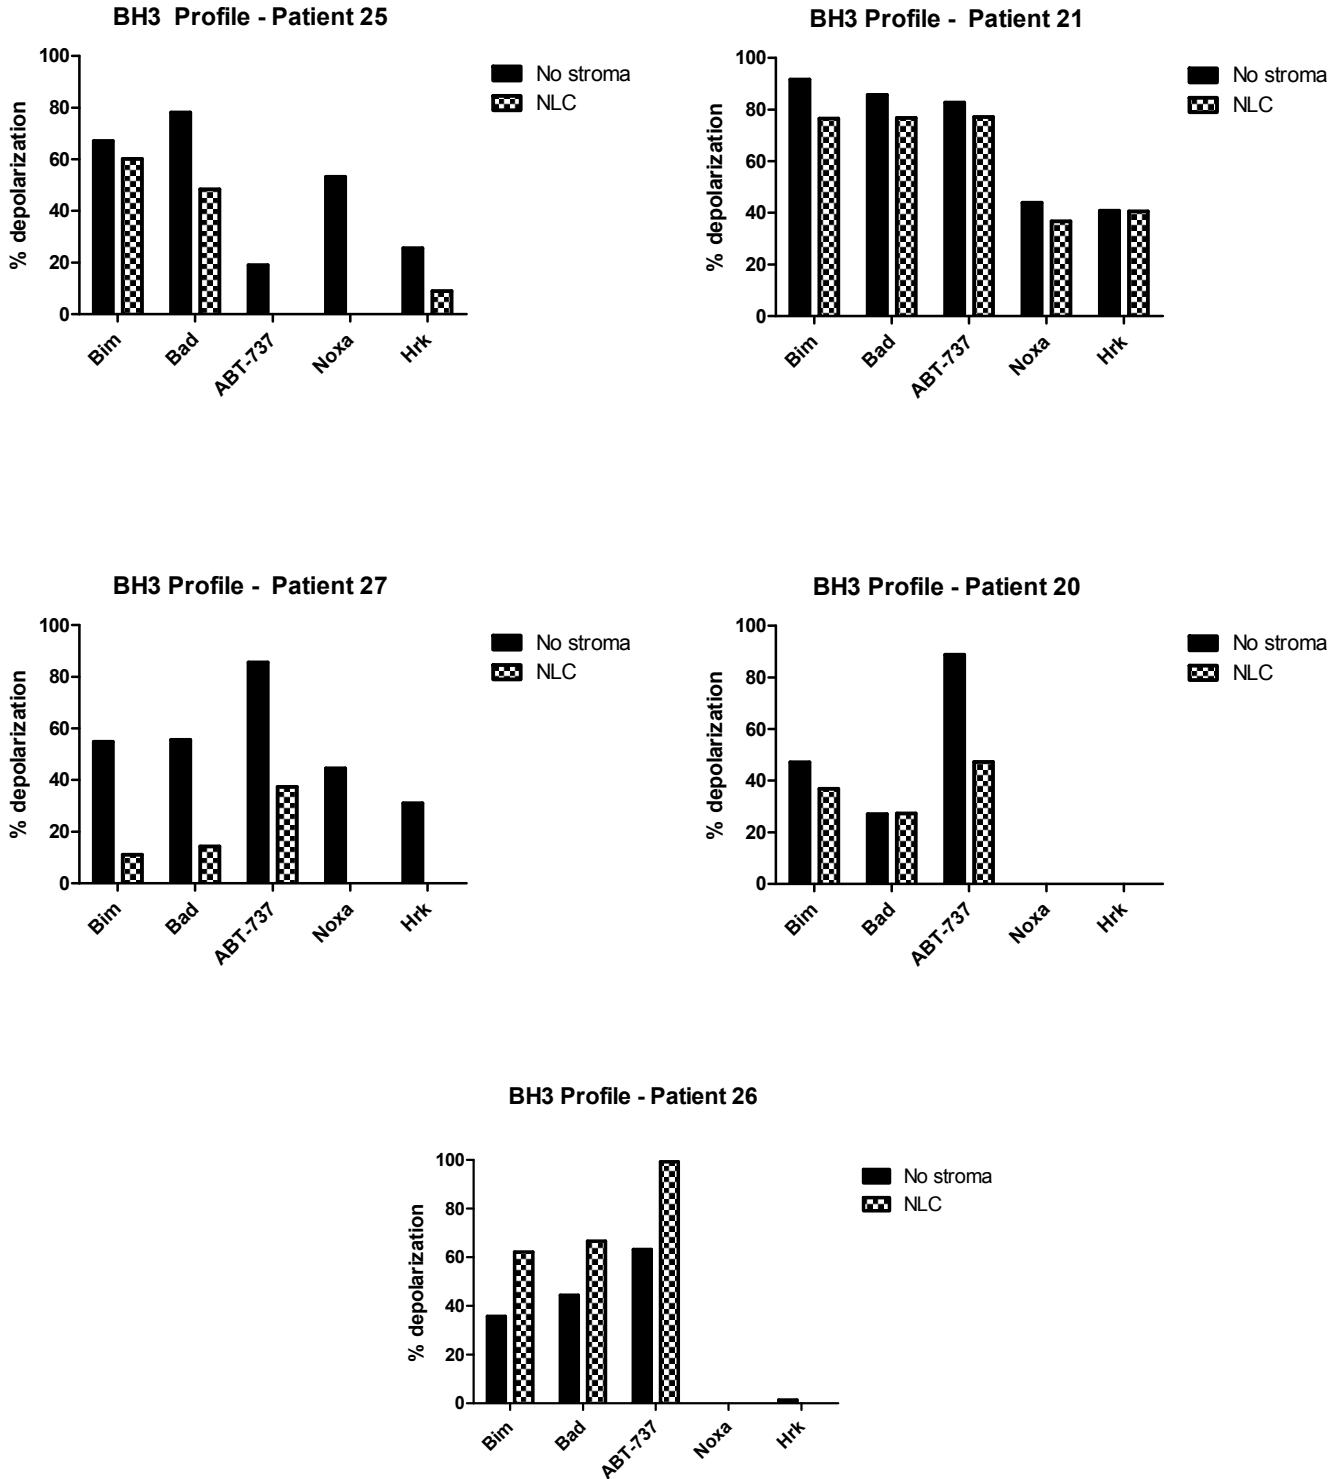 BH3 Profile - Patient 25
100
80
60
40
20
0
% depolarization
Bim
Bad
ABT-737
Noxa
Hrk
No stroma
NLC
BH3 Profile - Patient 21
100
80
60
40
20
0
% depolarization
Bim
Bad
ABT-737
Noxa
Hrk
No stroma
NLC
BH3 Profile - Patient 27
100
80
60
40
20
0
% depolarization
Bim
Bad
ABT-737
Noxa
Hrk
No stroma
NLC
BH3 Profile - Patient 20
100
80
60
40
20
0
% depolarization
Bim
Bad
ABT-737
Noxa
Hrk
No stroma
NLC
BH3 Profile - Patient 26
100
80
60
40
20
0
% depolarization
Bim
Bad
ABT-737
Noxa
Hrk
No stroma
NLC